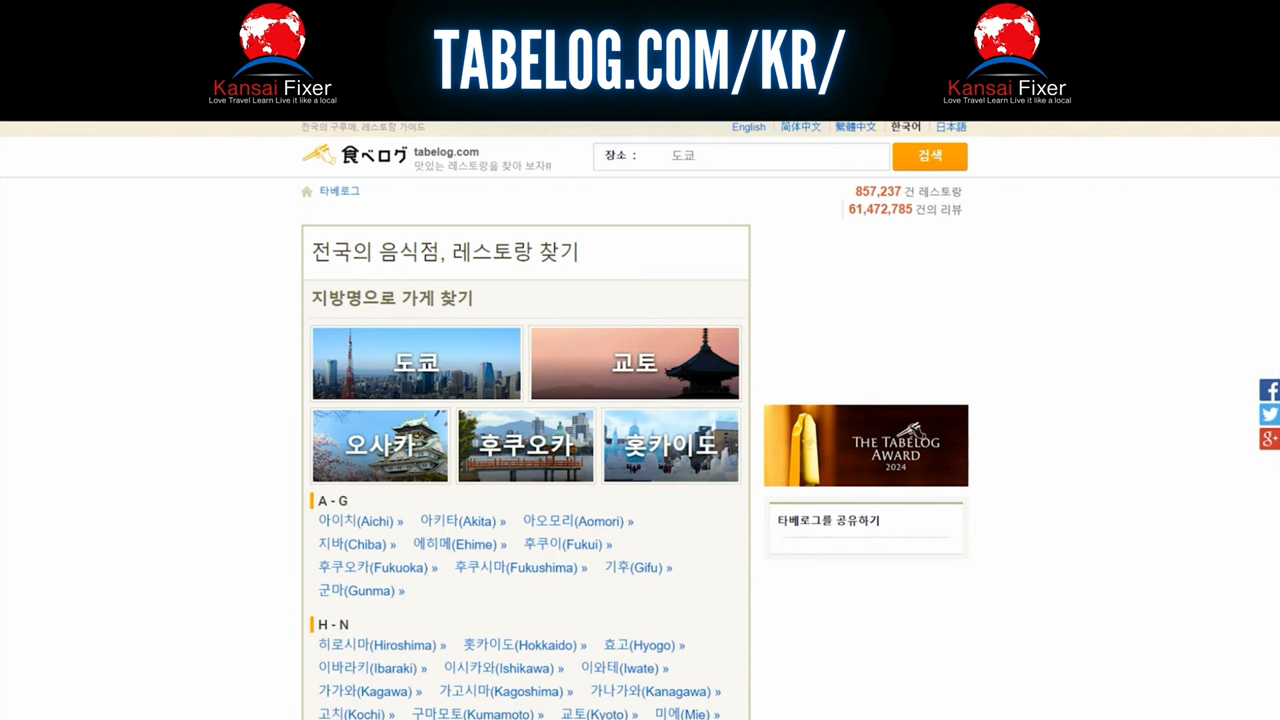 TABELOG.COM/KR/
Kansai Fixer
Love Travel Learn Live it like a local
Kansai Fixer
Love Travel Learn Live it like a local
전국의 구루메, 레스토랑 가이드
English 简体中文 繁體中文 한국어 日本語
食べログ
tabelog.com
맛있는 레스토랑을 찾아 보자!!
장소 : 도쿄
검색
타베로그
857,237 건 레스토랑
61,472,785 건의 리뷰
전국의 음식점, 레스토랑 찾기
지방명으로 가게 찾기
도쿄 교토
오사카 후쿠오카 홋카이도
THE TABELOG
AWARD
2024
타베로그를 공유하기
A - G
아이치(Aichi) » 아키타(Akita) » 아오모리(Aomori) »
지바(Chiba) » 에히메(Ehime) » 후쿠이(Fukui) »
후쿠오카(Fukuoka) » 후쿠시마(Fukushima) » 기후(Gifu) »
군마(Gunma) »
H - N
히로시마(Hiroshima) » 홋카이도(Hokkaido) » 효고(Hyogo) »
이바라키(Ibaraki) » 이시카와(Ishikawa) » 이와테(Iwate) »
가가와(Kagawa) » 가고시마(Kagoshima) » 가나가와(Kanagawa) »
고치(Kochi) » 구마모토(Kumamoto) » 교토(Kyoto) » 미에(Mie) »